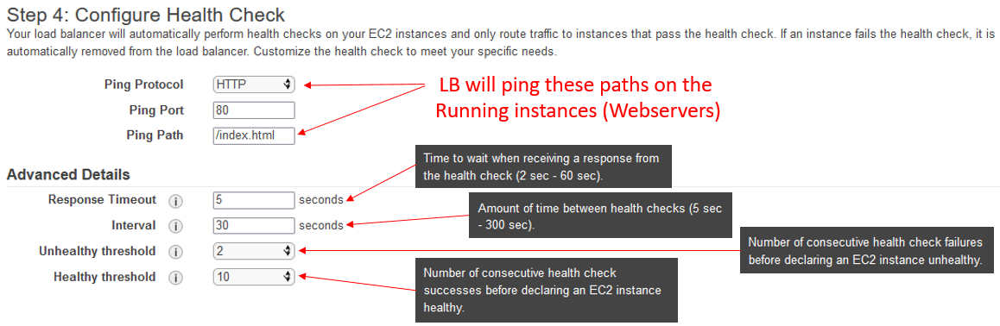 Step 4: Configure Health Check
Your load balancer will automatically perform health checks on your EC2 instances and only route traffic to instances that pass the health check. If an instance fails the health check, it is
automatically removed from the load balancer. Customize the health check to meet your specific needs.
Ping Protocol HTTP
LB will ping these paths on the
Running instances (Webservers)
Ping Port 80
Ping Path /index.html
Time to wait when receiving a response from
the health check (2 sec - 60 sec).
Advanced Details
Response Timeout i 5 seconds
Amount of time between health checks (5 sec
- 300 sec).
Interval i 30 seconds
Number of consecutive health check failures
before declaring an EC2 instance unhealthy.
Unhealthy threshold i 2
Healthy threshold i 10
Number of consecutive health check
successes before declaring an EC2 instance
healthy.